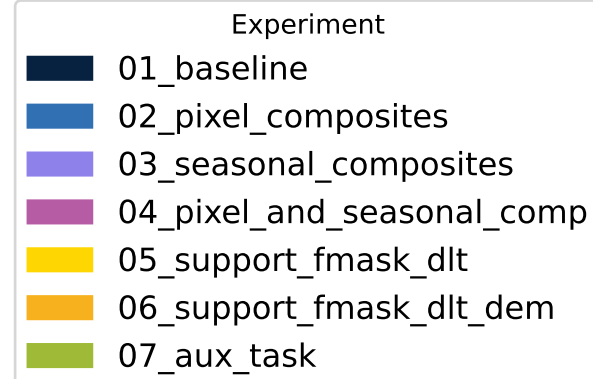 Experiment
01_baseline
02_pixel_composites
03_seasonal_composites
04_pixel_and_seasonal_comp
05_support_fmask_dlt
06_support_fmask_dlt_dem
07_aux_task